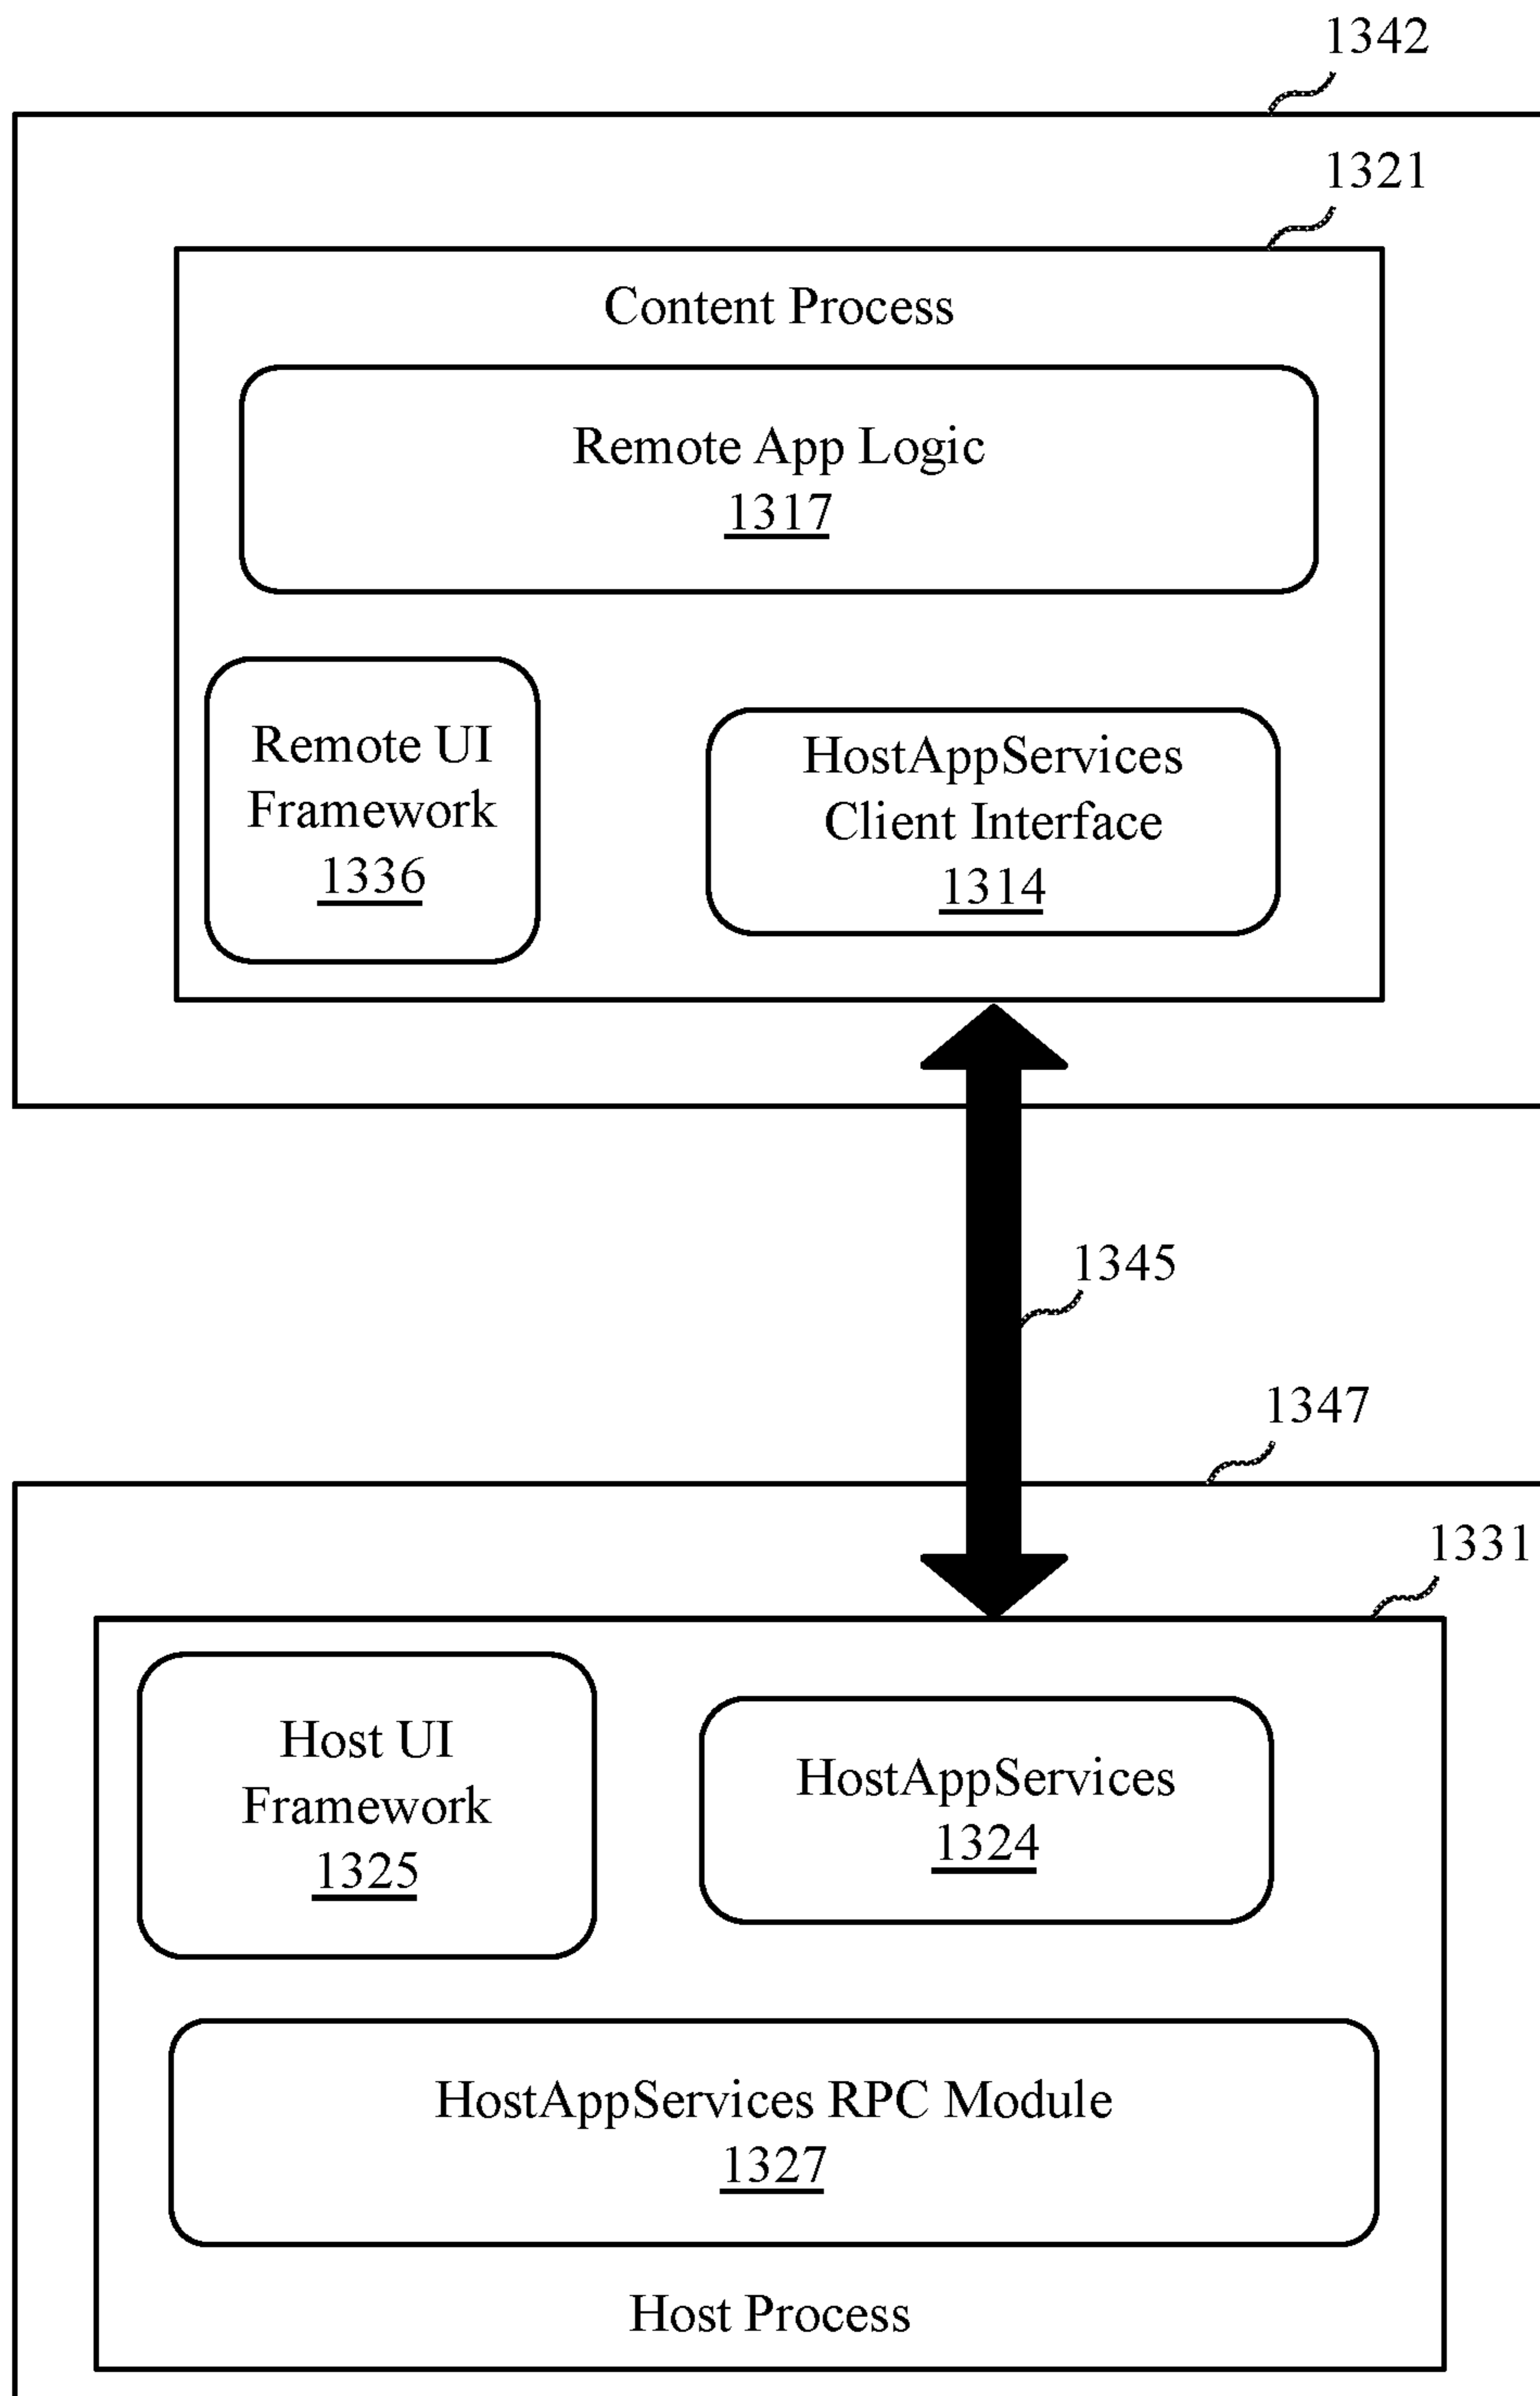 1342
1321
Content Process
Remote App Logic
1317
Remote UI
Framework
1336
HostAppServices
Client Interface
1314
1345
1347
1331
Host UI
Framework
1325
HostAppServices
1324
HostAppServices RPC Module
1327
Host Process